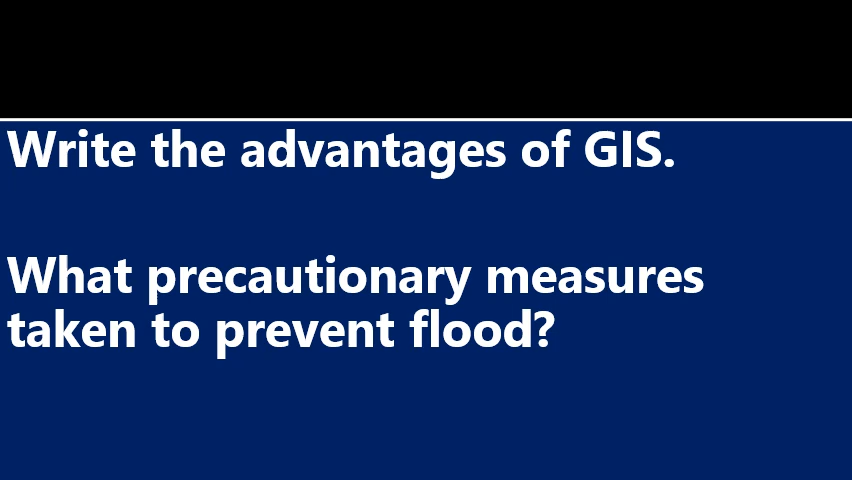 Write the advantages of GIS.
What precautionary measures
taken to prevent flood?